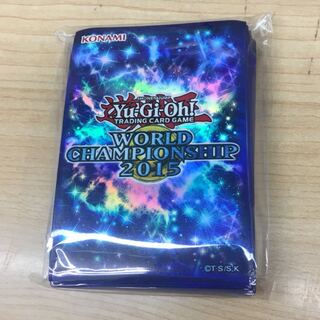 KONAMI
Yu-Gi-Oh!
TRADING CARD GAME
WORLD
CHAMPIONSHIP
2015
©T·S/S.K